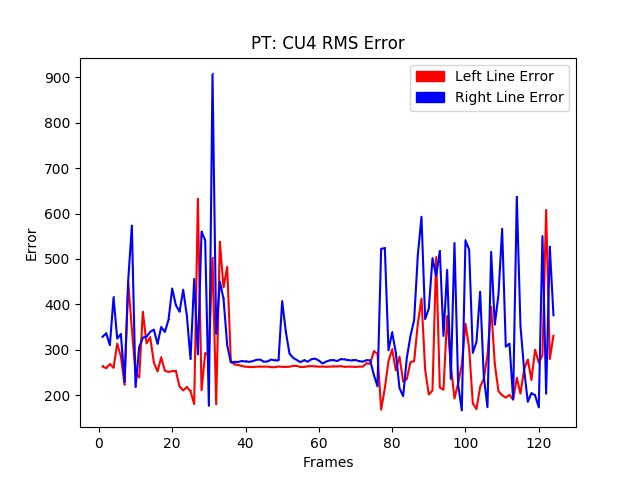 PT: CU4 RMS Error
Left Line Error
Right Line Error
900
800
700
600
500
400
300
200
Error
0 20 40 60 80 100 120
Frames